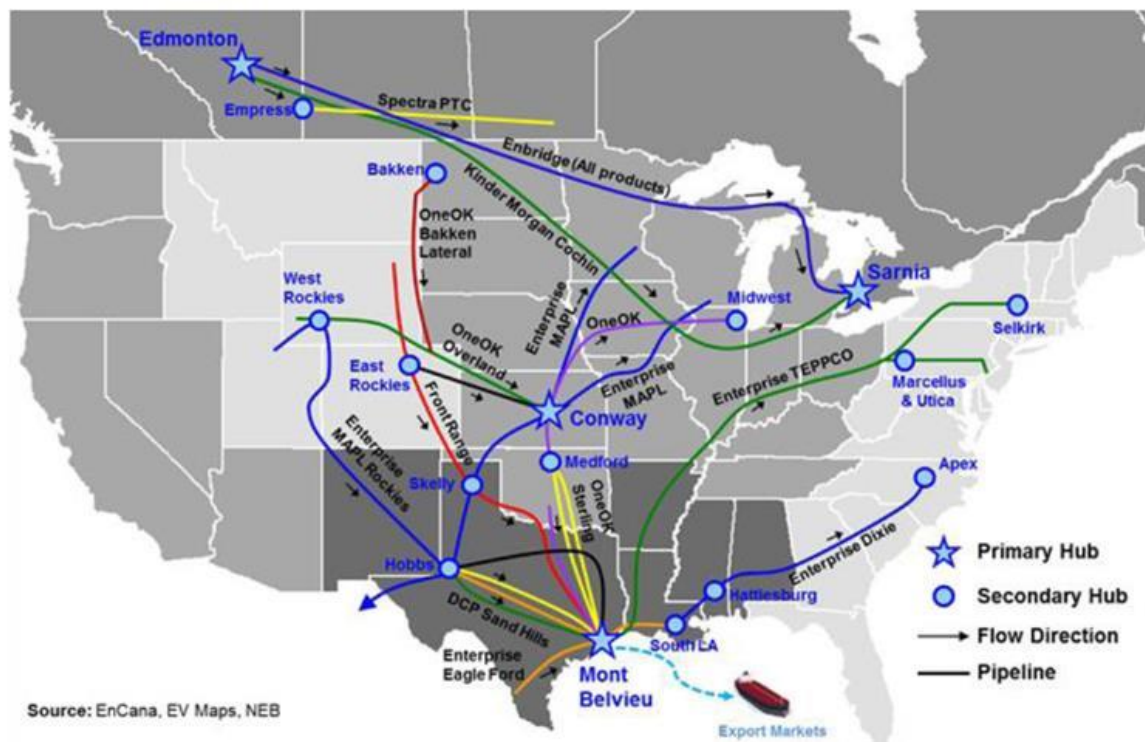 Edmonton
Empress
Spectra PTC
Enbridge (All products)
Kinder Morgan Cochin
Bakken
OneOK
Bakken
Lateral
West
Rockies
OneOK
Overland
Enterprise
MAPL
OneOK
Midwest
Sarnia
Selkirk
East
Rockies
Front Range
Enterprise
MAPL
Enterprise TEPPCO
Marcellus
& Utica
Conway
Enterprise
MAPL Rockies
Skelly
Medford
OneOK
Sterling
Apex
Enterprise Dixie
Hobbs
DCP Sand Hills
Hattiesburg
South LA
Enterprise
Eagle Ford
Mont
Belvieu
Export Markets
Primary Hub
Secondary Hub
Flow Direction
Pipeline
Source: EnCana, EV Maps, NEB